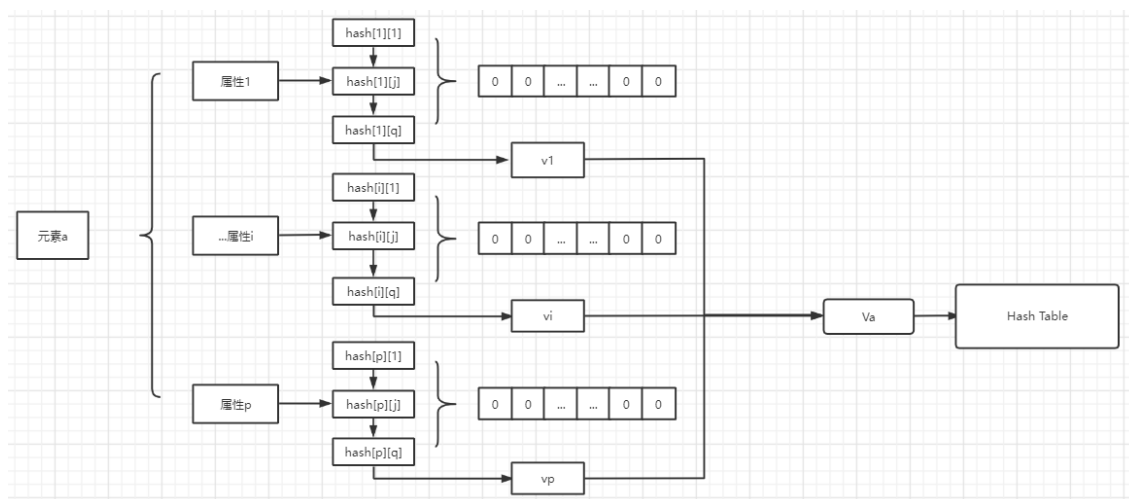 元素a
属性1
hash[1][1]
hash[1][j]
hash[1][q]
0 0 ... ... 0 0
v1
...属性i
hash[i][1]
hash[i][j]
hash[i][q]
0 0 ... ... 0 0
vi
属性p
hash[p][1]
hash[p][j]
hash[p][q]
0 0 ... ... 0 0
vp
Va
Hash Table